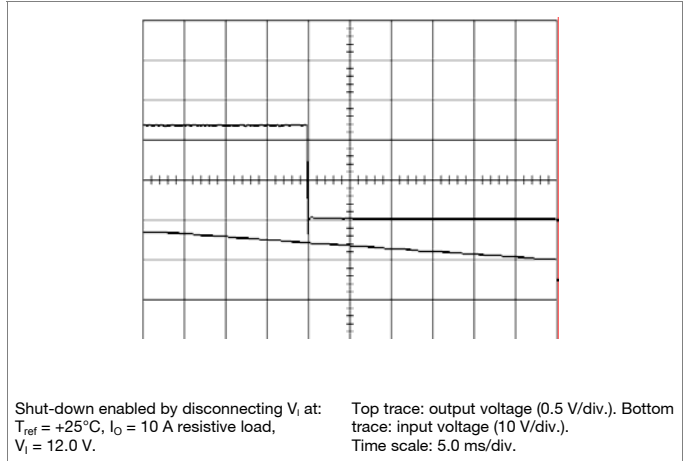 Shut-down enabled by disconnecting VI at:
Tref = +25°C, IO = 10 A resistive load,
VI = 12.0 V.
Top trace: output voltage (0.5 V/div.). Bottom
trace: input voltage (10 V/div.).
Time scale: 5.0 ms/div.